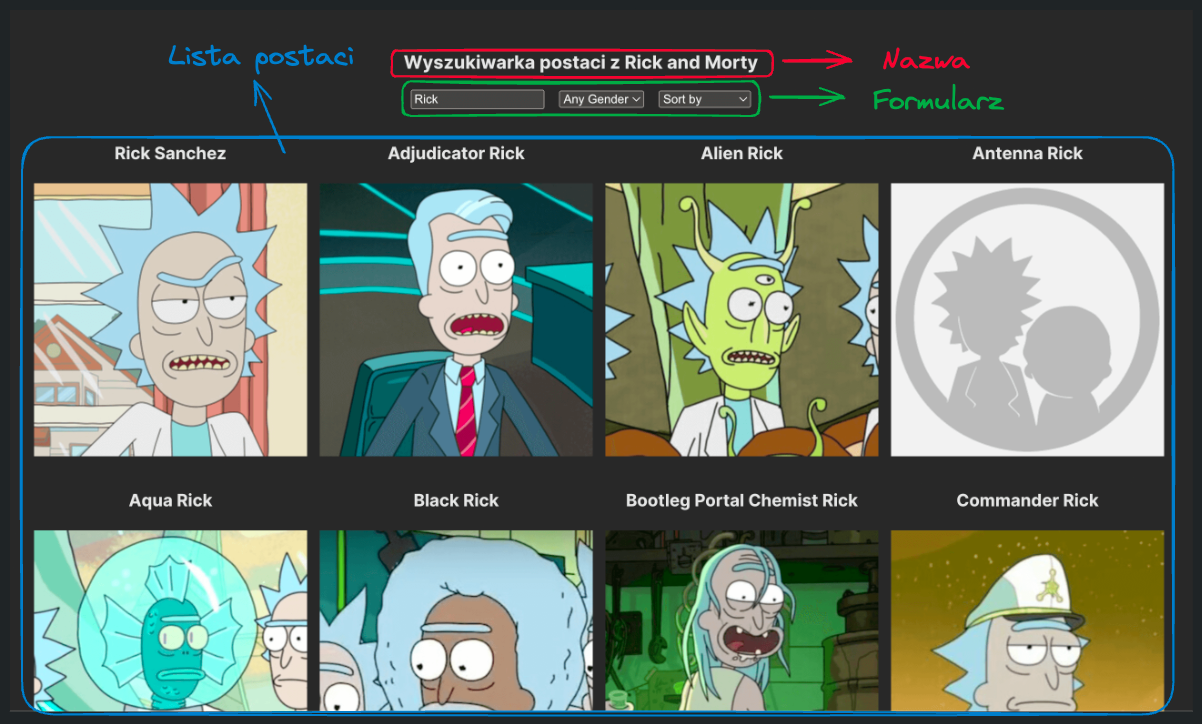 Lista postaci
Wyszukiwarka postaci z Rick and Morty
Nazwa
Rick
Any Gender
Sort by
Formularz
Rick Sanchez
Adjudicator Rick
Alien Rick
Antenna Rick
Aqua Rick
Black Rick
Bootleg Portal Chemist Rick
Commander Rick